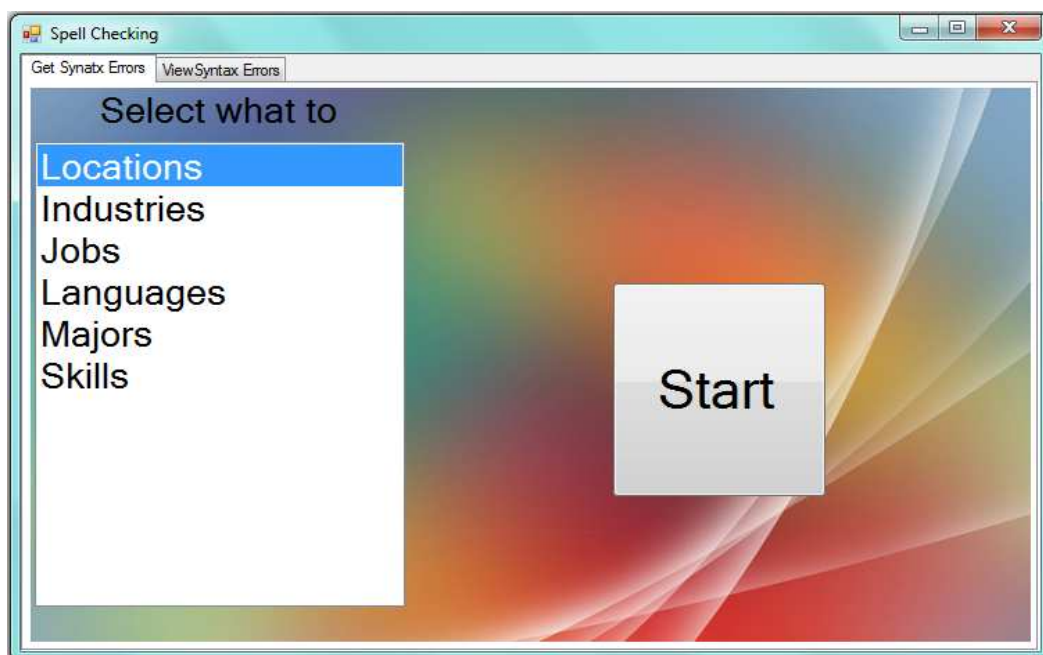 Spell Checking
Get Synatx Errors
ViewSyntax Errors
Select what to
Locations
Industries
Jobs
Languages
Majors
Skills
Start